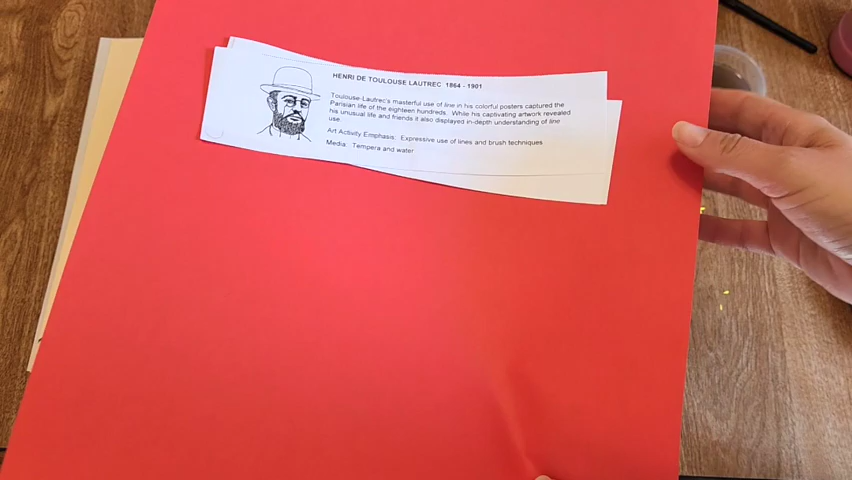 HENRI DE TOULOUSE LAUTREC 1864 - 1901
Toulouse-Lautrec's masterful use of line in his colorful posters captured the
Parisian life of the eighteen hundreds. While his captivating artwork revealed
his unusual life and friends it also displayed in-depth understanding of line
use.
Art Activity Emphasis: Expressive use of lines and brush techniques
Media: Tempera and water